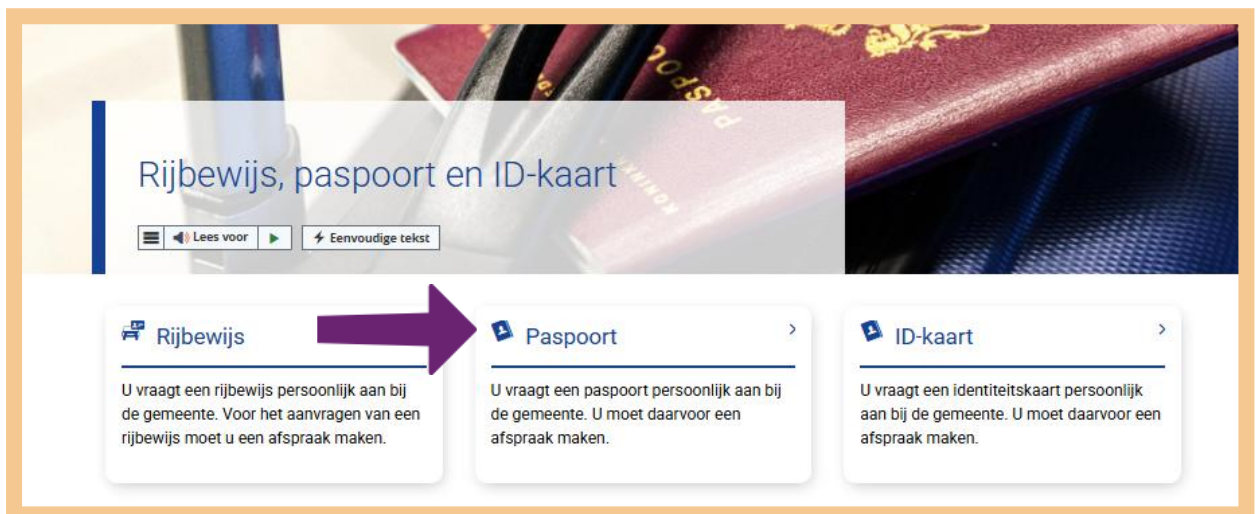 PASPOORT
KONINK
Rijbewijs, paspoort en ID-kaart
Lees voor
Eenvoudige tekst
Rijbewijs
U vraagt een rijbewijs persoonlijk aan bij
de gemeente. Voor het aanvragen van een
rijbewijs moet u een afspraak maken.
Paspoort
U vraagt een paspoort persoonlijk aan bij
de gemeente. U moet daarvoor een
afspraak maken.
ID-kaart
U vraagt een identiteitskaart persoonlijk
aan bij de gemeente. U moet daarvoor een
afspraak maken.